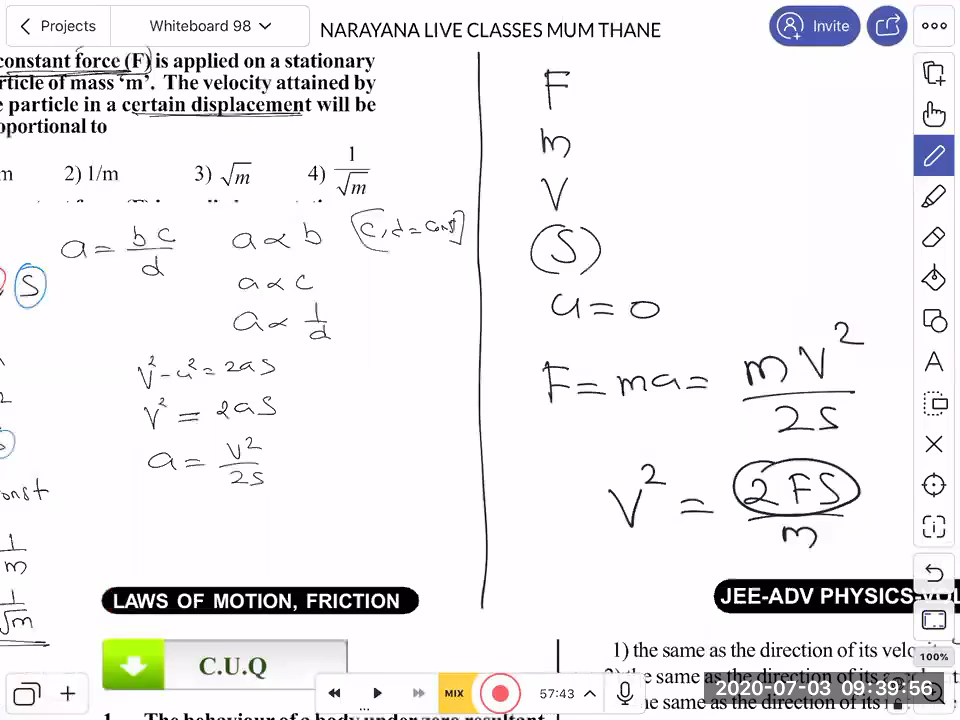 Projects
Whiteboard 98
NARAYANA LIVE CLASSES MUM THANE
Invite
constant force (F) is applied on a stationary
rticle of mass ‘m’. The velocity attained by
e particle in a certain displacement will be
oportional to
m 2) 1/m 3) √m 4) 1/√m
a = bc/d
a ∝ b [c, d = const]
a ∝ c
a ∝ 1/d
S
V² - u² = 2as
V² = 2as
a = V²/2s
onst
1/m
1/√m
F
m
V
(S)
u = 0
F = ma = mV²/2s
V² = 2FS/m
LAWS OF MOTION, FRICTION
JEE-ADV PHYSICS-VOL
C.U.Q
1) the same as the direction of its velo
the same as the direction of its
he same as the direction of its
1. The behaviour of a body under zero resultant
MIX
57:43
100%
2020-07-03 09:39:56